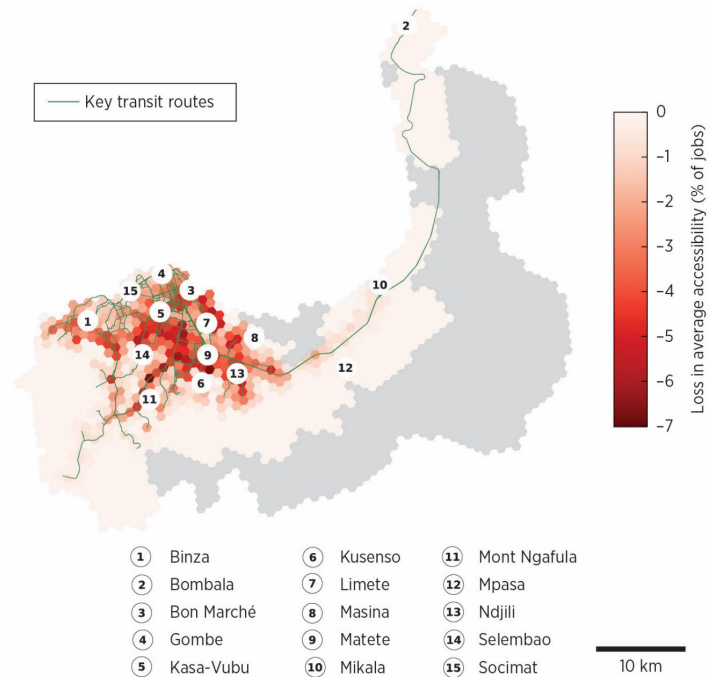 2
Key transit routes
0
−1
−2
−3
−4
−5
−6
−7
Loss in average accessibility (% of jobs)
10
4
15
3
5
1
7
8
14
9
12
13
6
11
1 Binza
2 Bombala
3 Bon Marché
4 Gombe
5 Kasa-Vubu
6 Kusenso
7 Limete
8 Masina
9 Matete
10 Mikala
11 Mont Ngafula
12 Mpasa
13 Ndjili
14 Selembao
15 Socimat
10 km